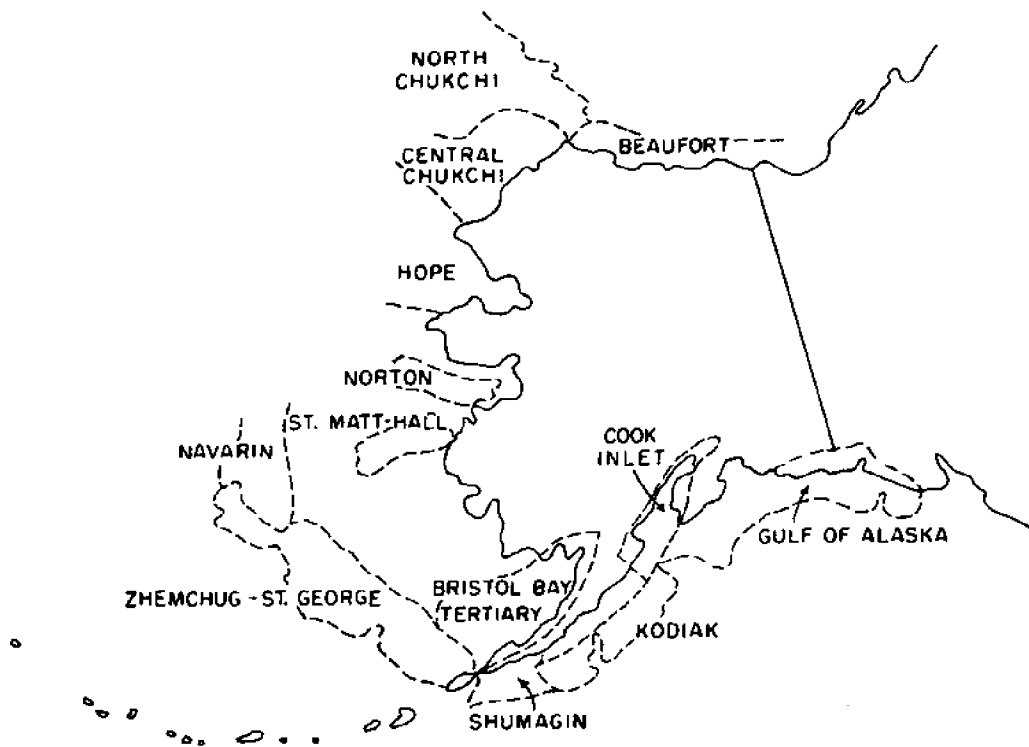 NORTH
CHUKCHI
BEAUFORT
CENTRAL
CHUKCHI
HOPE
NORTON
ST. MATT-HALL
NAVARIN
COOK
INLET
GULF OF ALASKA
ZHEMCHUG - ST. GEORGE
BRISTOL BAY
TERTIARY
KODIAK
SHUMAGIN